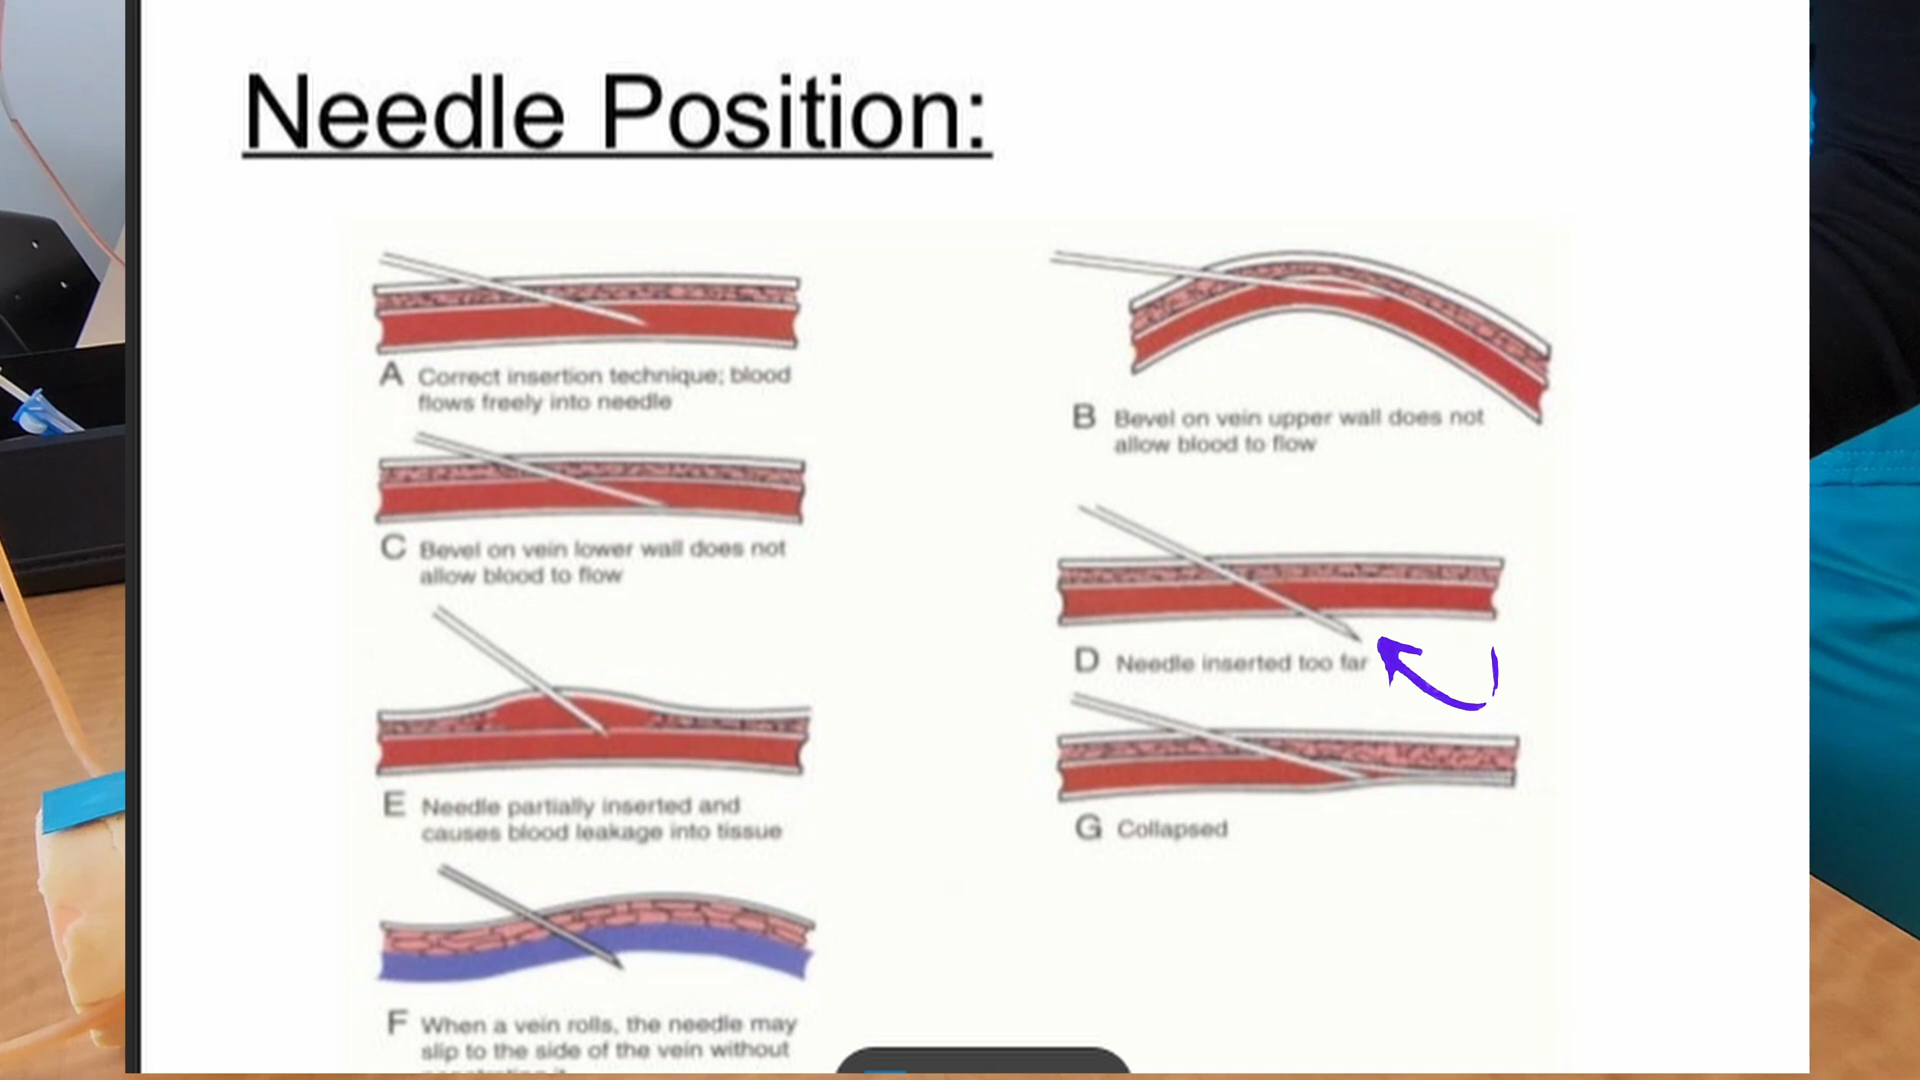 Needle Position:
A Correct insertion technique; blood
flows freely into needle
B Bevel on vein upper wall does not
allow blood to flow
C Bevel on vein lower wall does not
allow blood to flow
D Needle inserted too far
E Needle partially inserted and
causes blood leakage into tissue
G Collapsed
F When a vein rolls, the needle may
slip to the side of the vein without